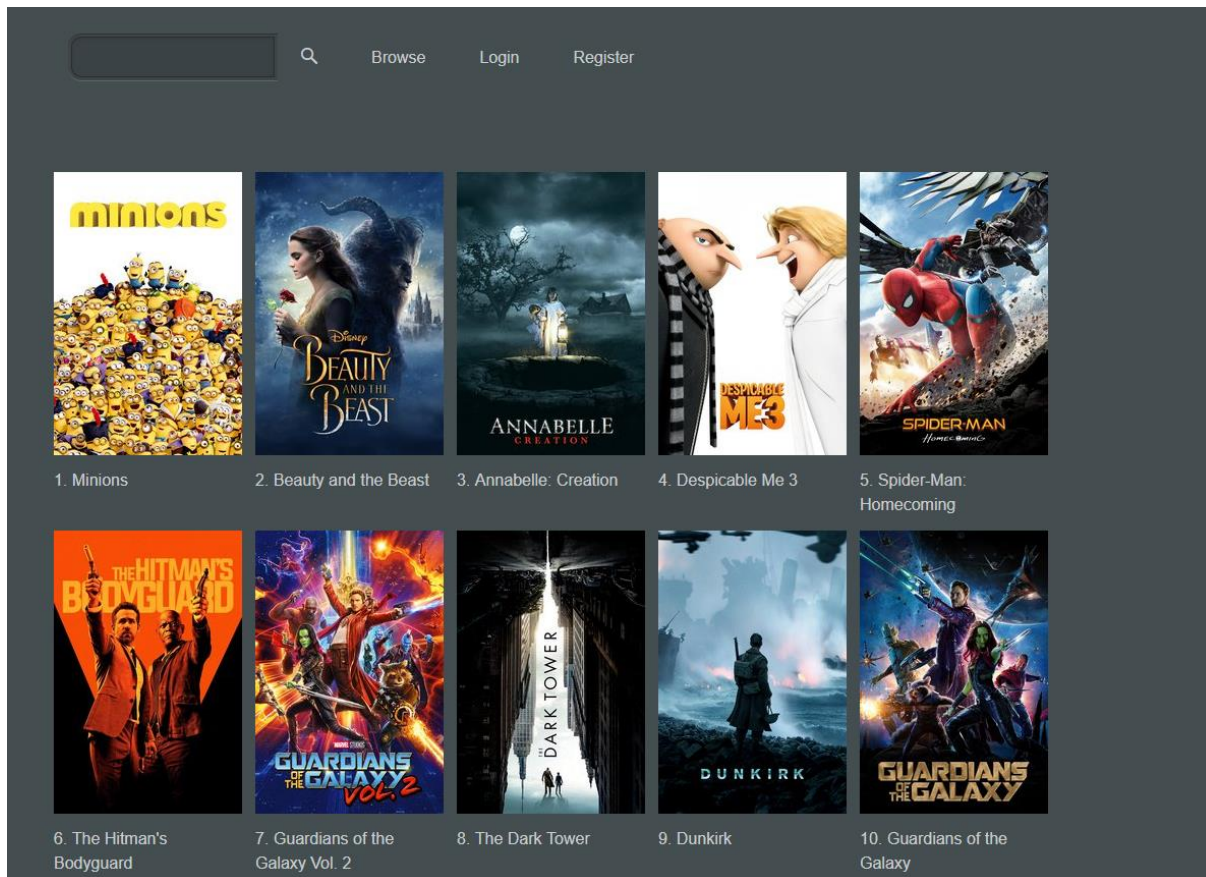 Browse Login Register
minions
Disney
BEAUTY
AND THE
BEAST
ANNABELLE
CREATION
DESPICABLE
ME3
SPIDER-MAN
HOMECOMING
1. Minions
2. Beauty and the Beast
3. Annabelle: Creation
4. Despicable Me 3
5. Spider-Man:
Homecoming
THE HITMAN'S
BODYGUARD
MARVEL STUDIOS
GUARDIANS
OF THE
GALAXY
VOL. 2
THE
DARK TOWER
DUNKIRK
GUARDIANS
OF THE
GALAXY
6. The Hitman's
Bodyguard
7. Guardians of the
Galaxy Vol. 2
8. The Dark Tower
9. Dunkirk
10. Guardians of the
Galaxy